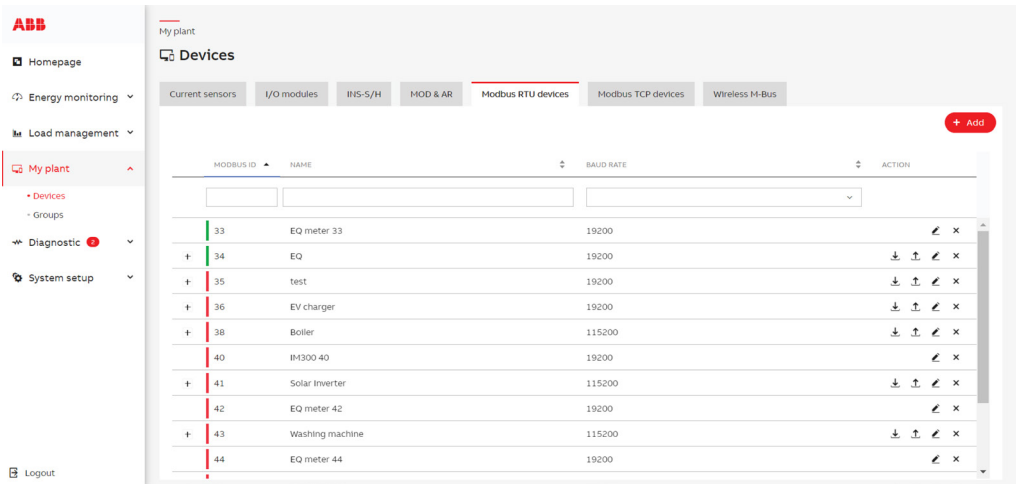 ABB
Homepage
Energy monitoring
Load management
My plant
Devices
Groups
Diagnostic 2
System setup
Logout
My plant
Devices
Current sensors I/O modules INS-S/H MOD & AR Modbus RTU devices Modbus TCP devices Wireless M-Bus
+ Add
MODBUS ID NAME BAUD RATE ACTION
33 EQ meter 33 19200
+ 34 EQ 19200
+ 35 test 19200
+ 36 EV charger 19200
+ 38 Boiler 115200
40 IM300 40 19200
+ 41 Solar Inverter 115200
42 EQ meter 42 19200
+ 43 Washing machine 115200
44 EQ meter 44 19200